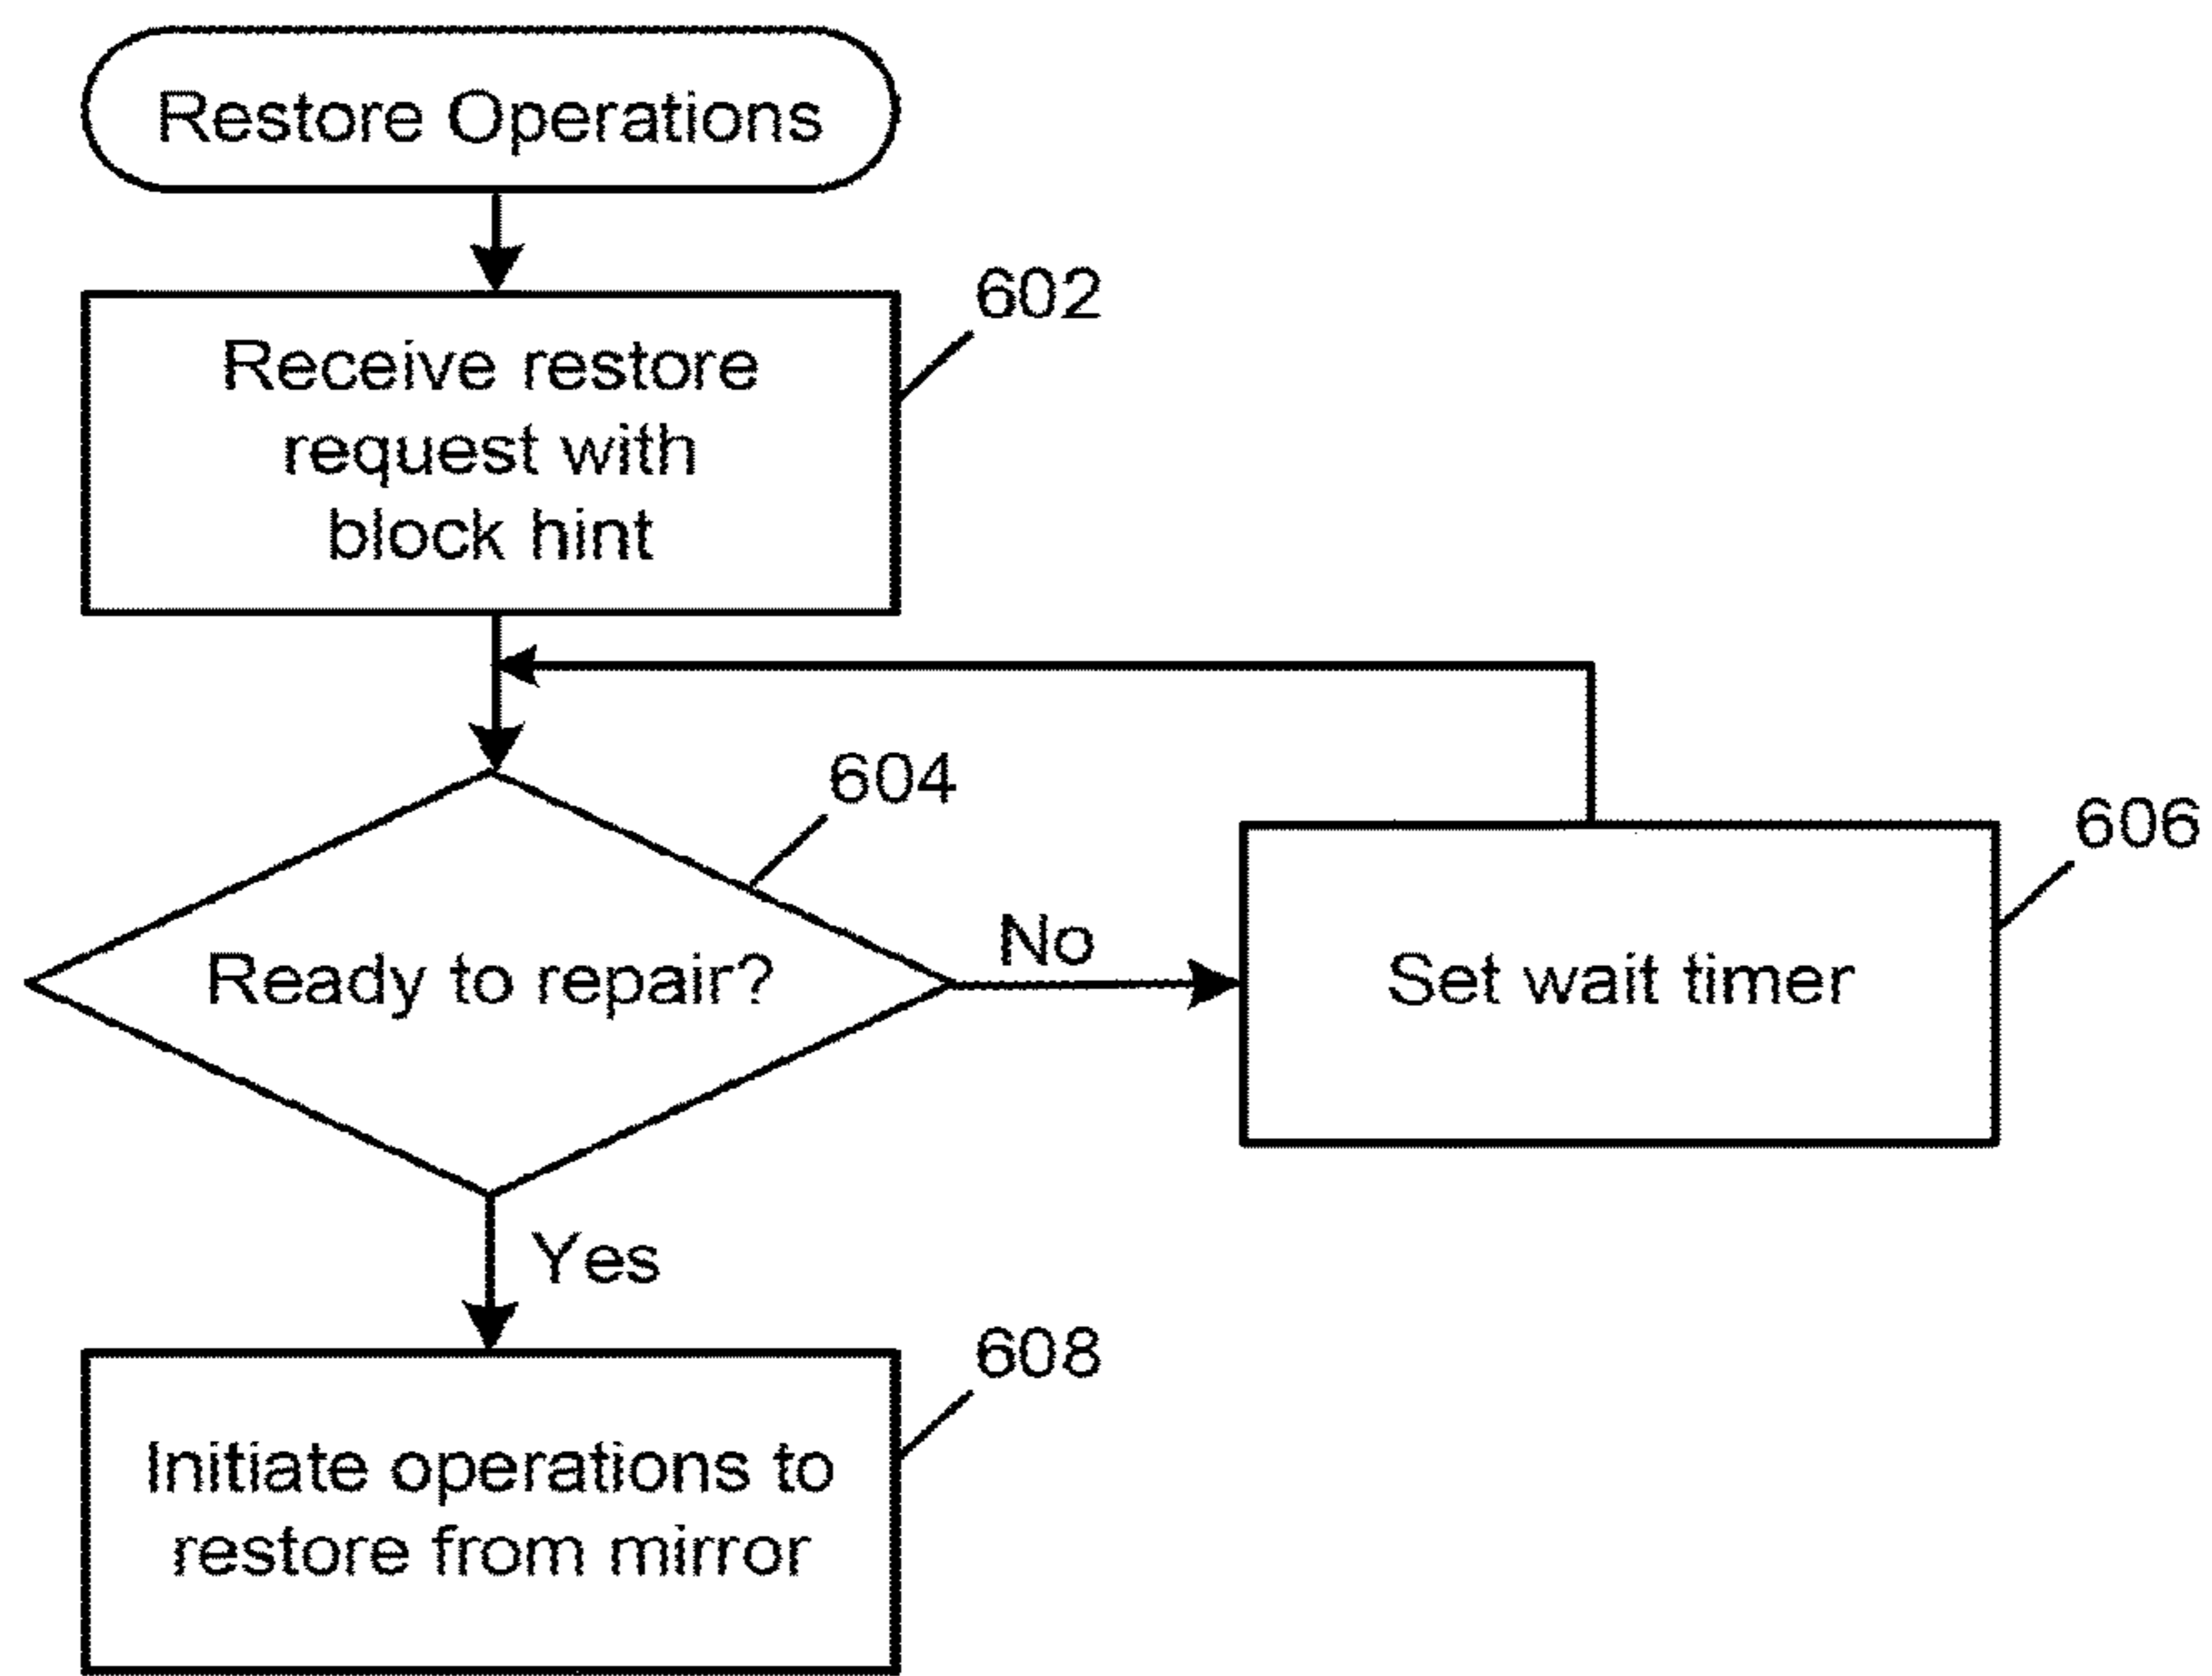 Restore Operations
602
Receive restore
request with
block hint
604
606
Ready to repair?
No
Set wait timer
Yes
608
Initiate operations to
restore from mirror